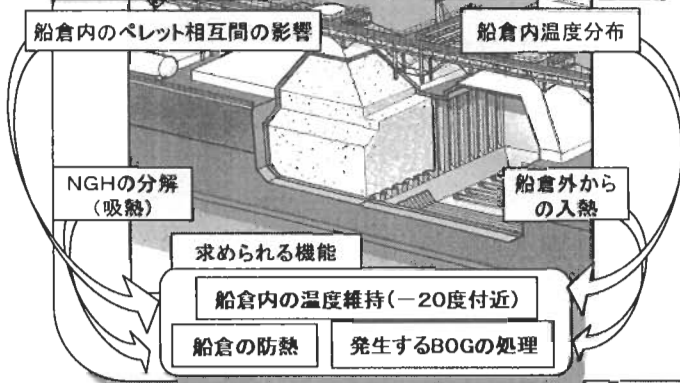 船倉内のペレット相互間の影響
船倉内温度分布
NGHの分解
(吸熱)
船倉外から
の入熱
求められる機能
船倉内の温度維持(－20度付近)
船倉の防熱
発生するBOGの処理